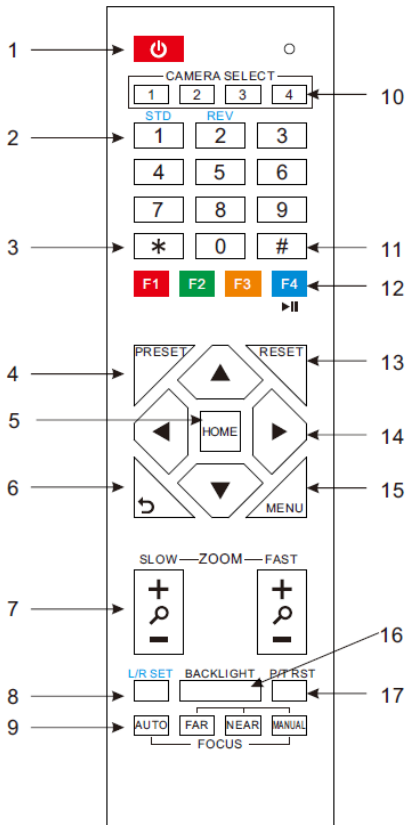 1
CAMERA SELECT
1 2 3 4
10
STD REV
2
1 2 3
4 5 6
7 8 9
3
* 0 #
11
F1 F2 F3 F4
12
PRESET RESET
4
13
5
HOME
14
6
MENU
15
SLOW ZOOM FAST
+ +
7
- -
16
L/R SET BACKLIGHT P/T RST
8
17
9
AUTO FAR NEAR MANUAL
FOCUS